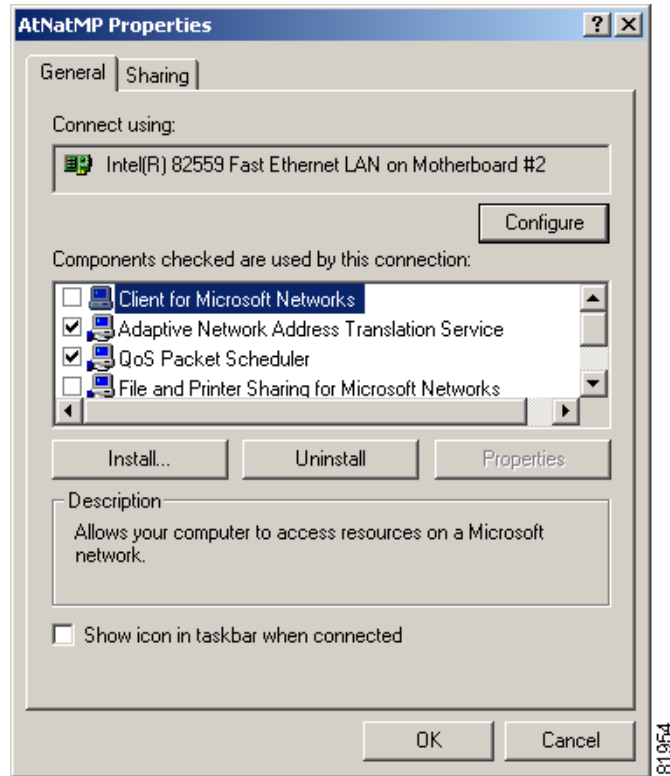 AtNatMP Properties
General
Sharing
Connect using:
Intel(R) 82559 Fast Ethernet LAN on Motherboard #2
Configure
Components checked are used by this connection:
Client for Microsoft Networks
Adaptive Network Address Translation Service
QoS Packet Scheduler
File and Printer Sharing for Microsoft Networks
Install...
Uninstall
Properties
Description
Allows your computer to access resources on a Microsoft
network.
Show icon in taskbar when connected
OK
Cancel
81954